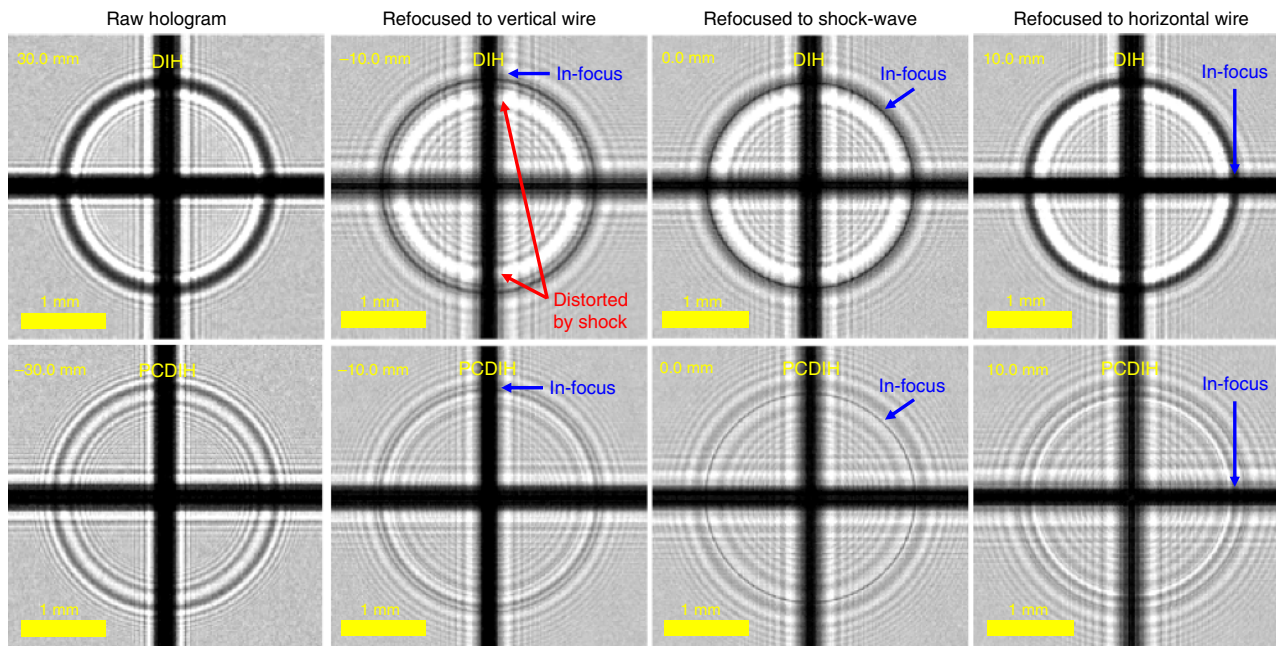 Raw hologram
Refocused to vertical wire
Refocused to shock-wave
Refocused to horizontal wire
30.0 mm
DIH
1 mm
−10.0 mm
DIH
In-focus
Distorted
by shock
1 mm
0.0 mm
DIH
In-focus
1 mm
10.0 mm
DIH
In-focus
1 mm
−30.0 mm
PCDIH
1 mm
−10.0 mm
PCDIH
In-focus
1 mm
0.0 mm
PCDIH
In-focus
1 mm
10.0 mm
PCDIH
In-focus
1 mm